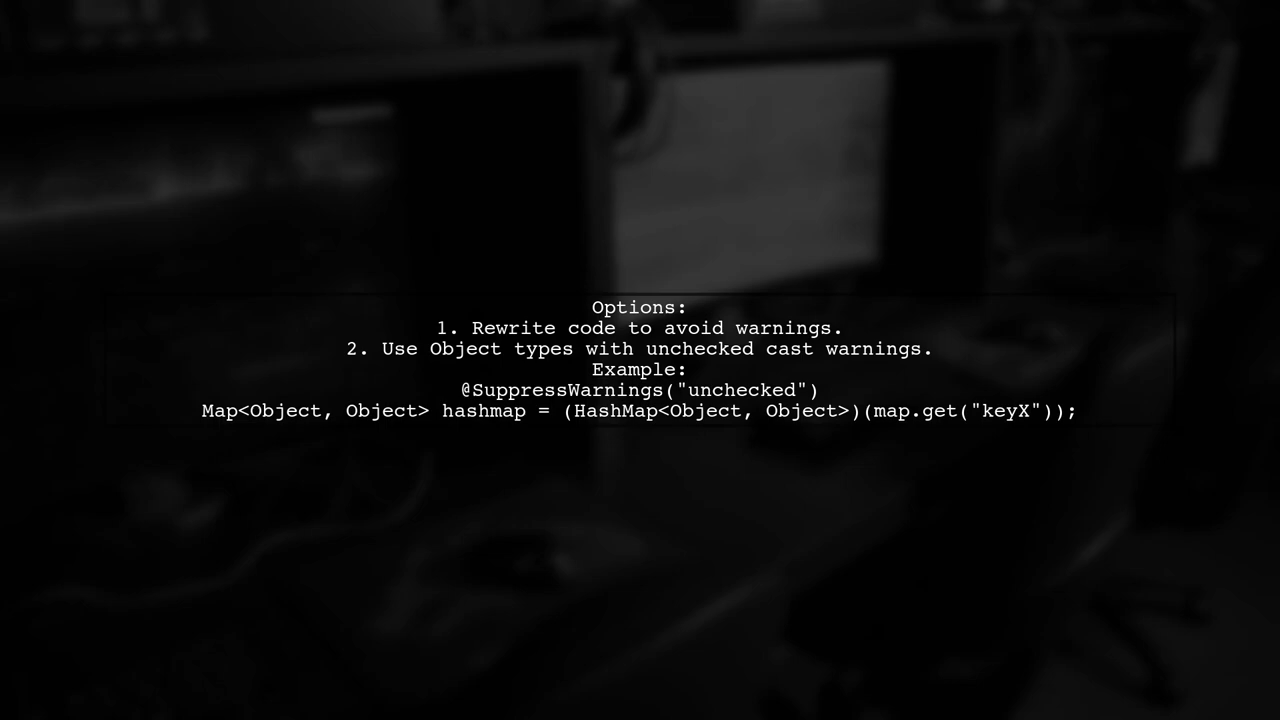 Options:
1. Rewrite code to avoid warnings.
2. Use Object types with unchecked cast warnings.
Example:
@SuppressWarnings("unchecked")
Map<Object, Object> hashmap = (HashMap<Object, Object>)(map.get("keyX"));